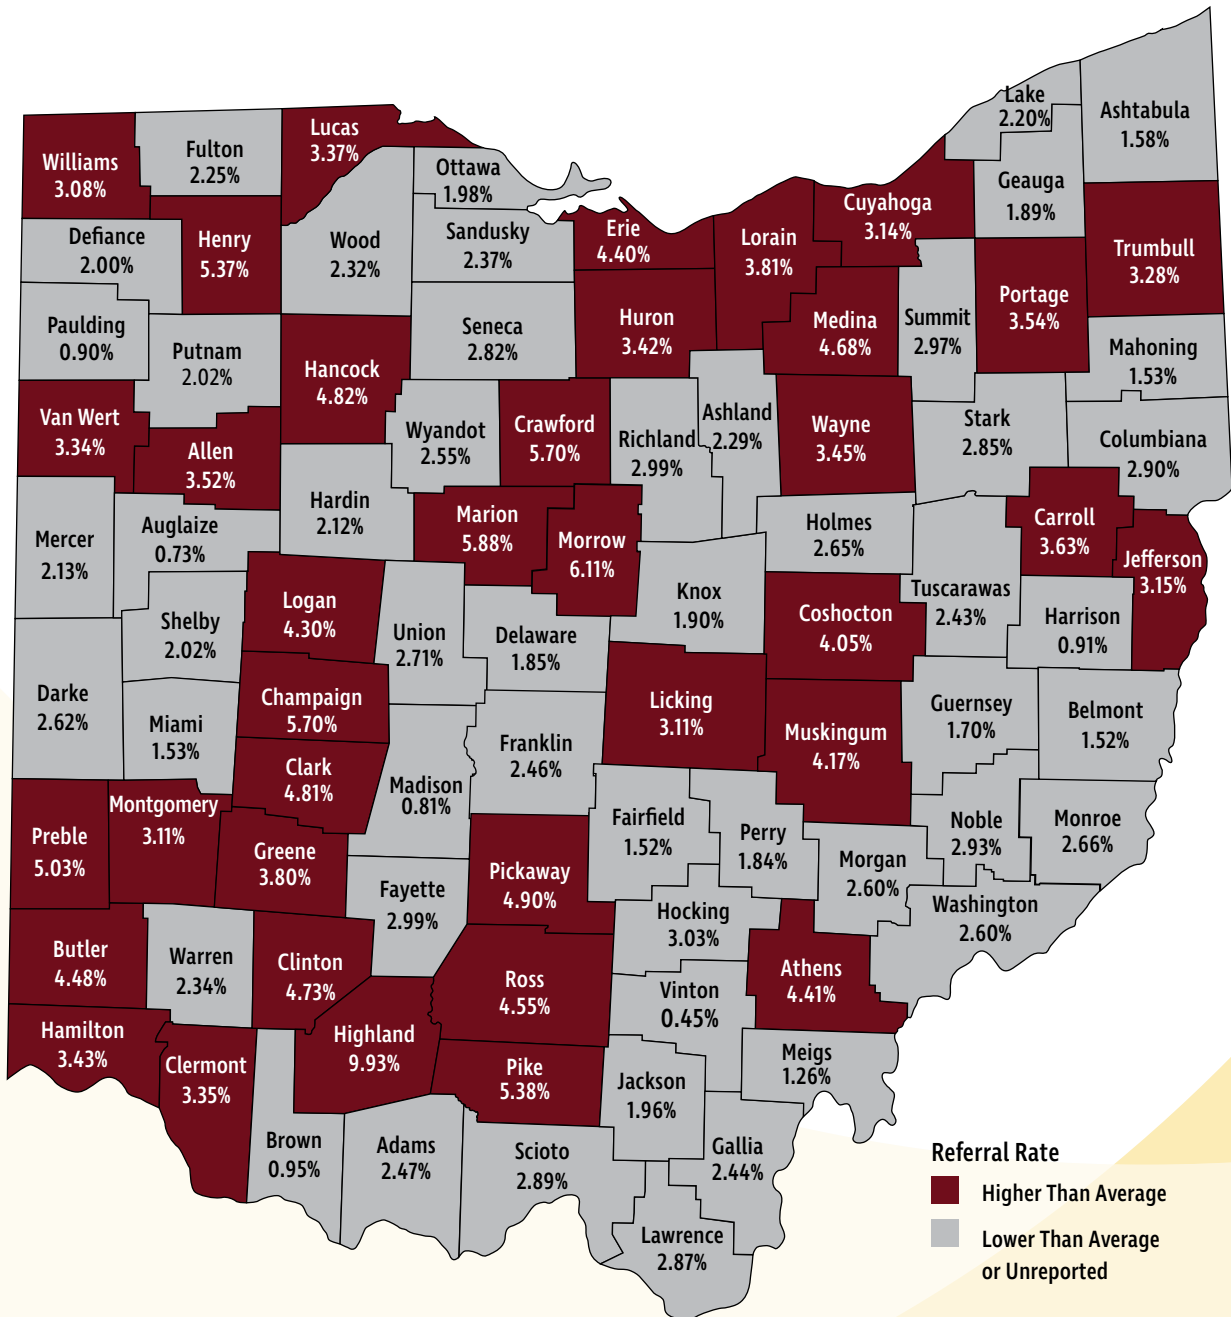 Lake
2.20%
Ashtabula
1.58%
Lucas
3.37%
Williams
3.08%
Fulton
2.25%
Ottawa
1.98%
Geauga
1.89%
Cuyahoga
3.14%
Defiance
2.00%
Henry
5.37%
Wood
2.32%
Sandusky
2.37%
Erie
4.40%
Lorain
3.81%
Trumbull
3.28%
Paulding
0.90%
Putnam
2.02%
Hancock
4.82%
Seneca
2.82%
Huron
3.42%
Medina
4.68%
Summit
2.97%
Portage
3.54%
Mahoning
1.53%
Van Wert
3.34%
Allen
3.52%
Wyandot
2.55%
Crawford
5.70%
Richland
2.99%
Ashland
2.29%
Wayne
3.45%
Stark
2.85%
Columbiana
2.90%
Mercer
2.13%
Auglaize
0.73%
Hardin
2.12%
Marion
5.88%
Morrow
6.11%
Holmes
2.65%
Carroll
3.63%
Jefferson
3.15%
Shelby
2.02%
Logan
4.30%
Union
2.71%
Delaware
1.85%
Knox
1.90%
Coshocton
4.05%
Tuscarawas
2.43%
Harrison
0.91%
Darke
2.62%
Miami
1.53%
Champaign
5.70%
Clark
4.81%
Madison
0.81%
Franklin
2.46%
Licking
3.11%
Muskingum
4.17%
Guernsey
1.70%
Belmont
1.52%
Preble
5.03%
Montgomery
3.11%
Greene
3.80%
Fayette
2.99%
Pickaway
4.90%
Fairfield
1.52%
Perry
1.84%
Morgan
2.60%
Noble
2.93%
Monroe
2.66%
Washington
2.60%
Butler
4.48%
Warren
2.34%
Clinton
4.73%
Ross
4.55%
Hocking
3.03%
Vinton
0.45%
Athens
4.41%
Hamilton
3.43%
Clermont
3.35%
Highland
9.93%
Pike
5.38%
Jackson
1.96%
Meigs
1.26%
Brown
0.95%
Adams
2.47%
Scioto
2.89%
Gallia
2.44%
Lawrence
2.87%
Referral Rate
Higher Than Average
Lower Than Average
or Unreported